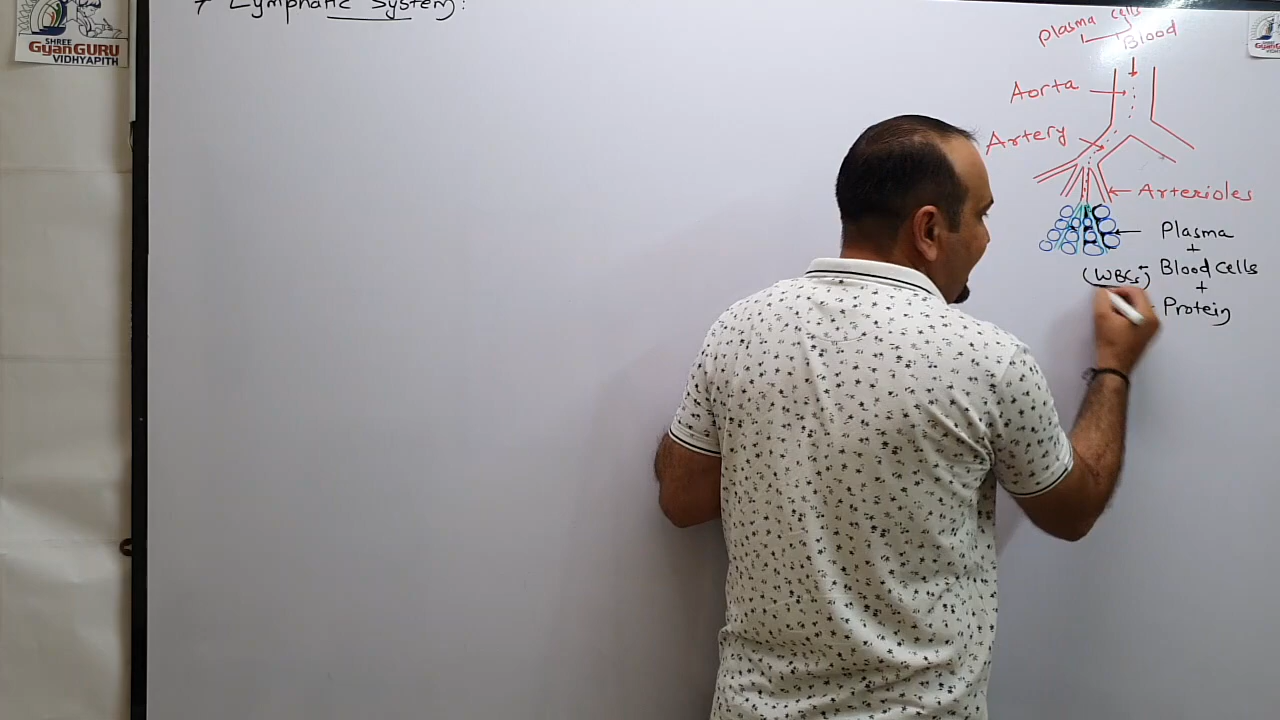 Lymphatic System:
SHREE
GyanGURU
VIDHYAPITH
Plasma cells
Blood
Aorta
Artery
Arterioles
Plasma
+
(WBCs) Blood cells
+
Protein